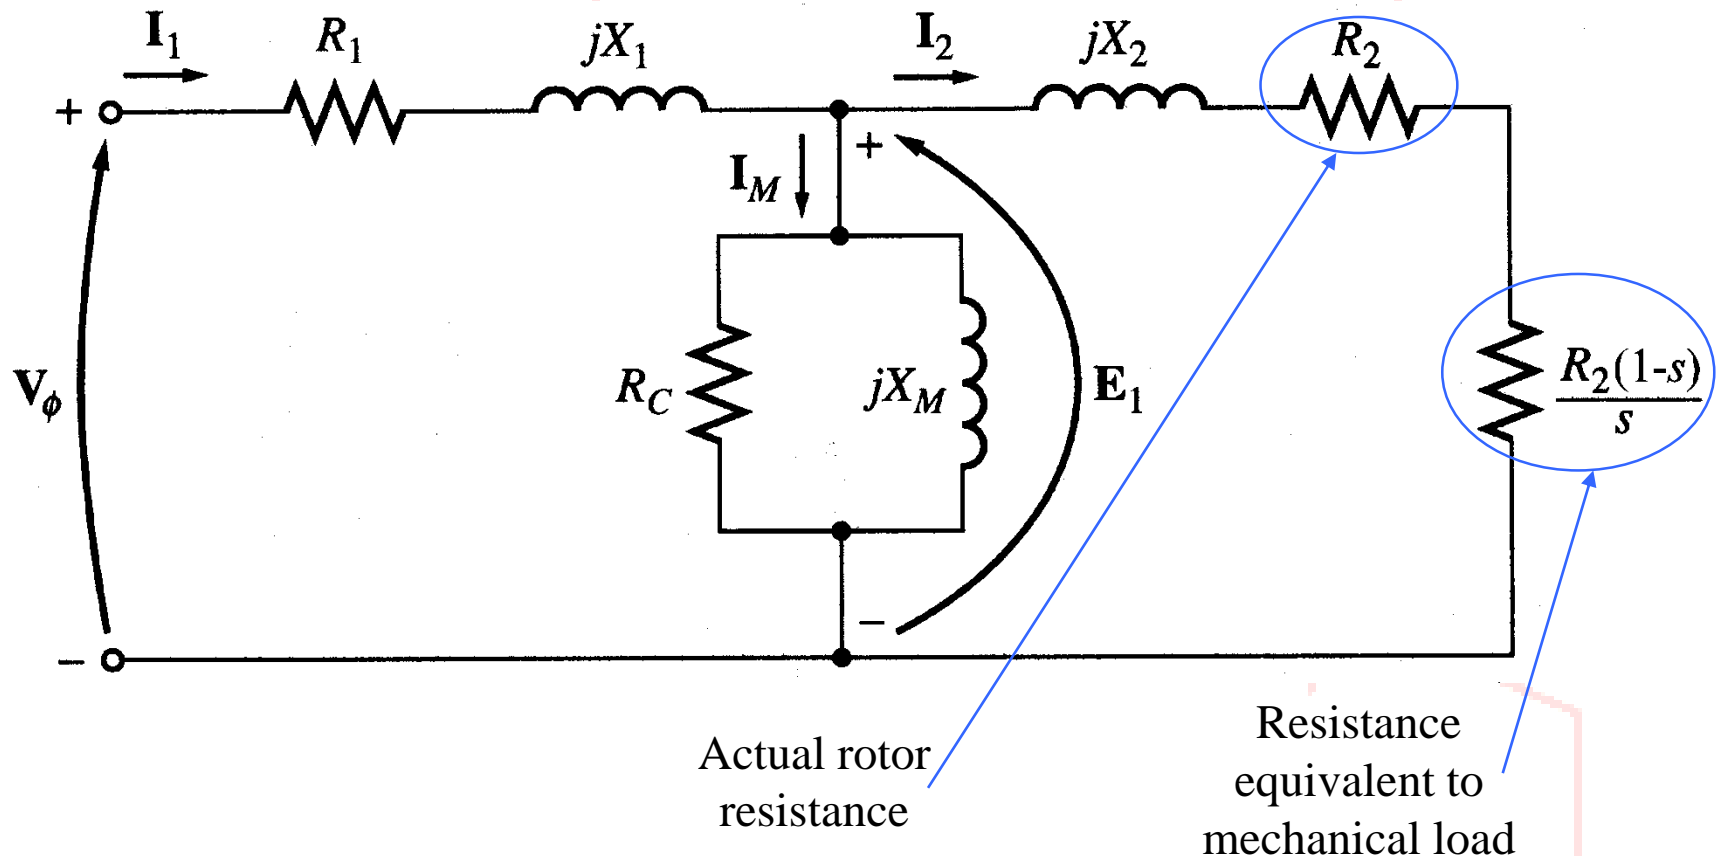 I1
R1
jX1
I2
jX2
R2
+
+
IM
Vϕ
RC
jXM
E1
R2(1-s)
s
−
−
Actual rotor
resistance
Resistance
equivalent to
mechanical load